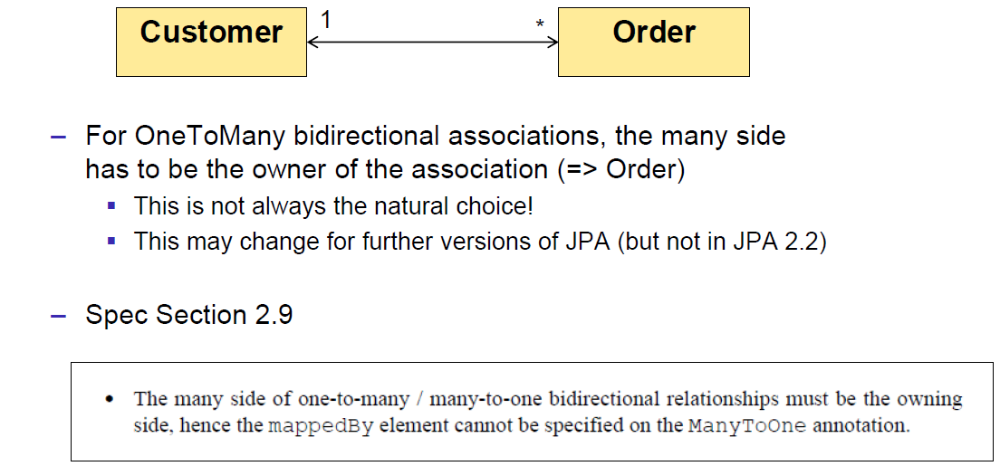 Customer 1 * Order
– For OneToMany bidirectional associations, the many side
has to be the owner of the association (=> Order)
▪ This is not always the natural choice!
▪ This may change for further versions of JPA (but not in JPA 2.2)
– Spec Section 2.9
• The many side of one-to-many / many-to-one bidirectional relationships must be the owning
side, hence the mappedBy element cannot be specified on the ManyToOne annotation.